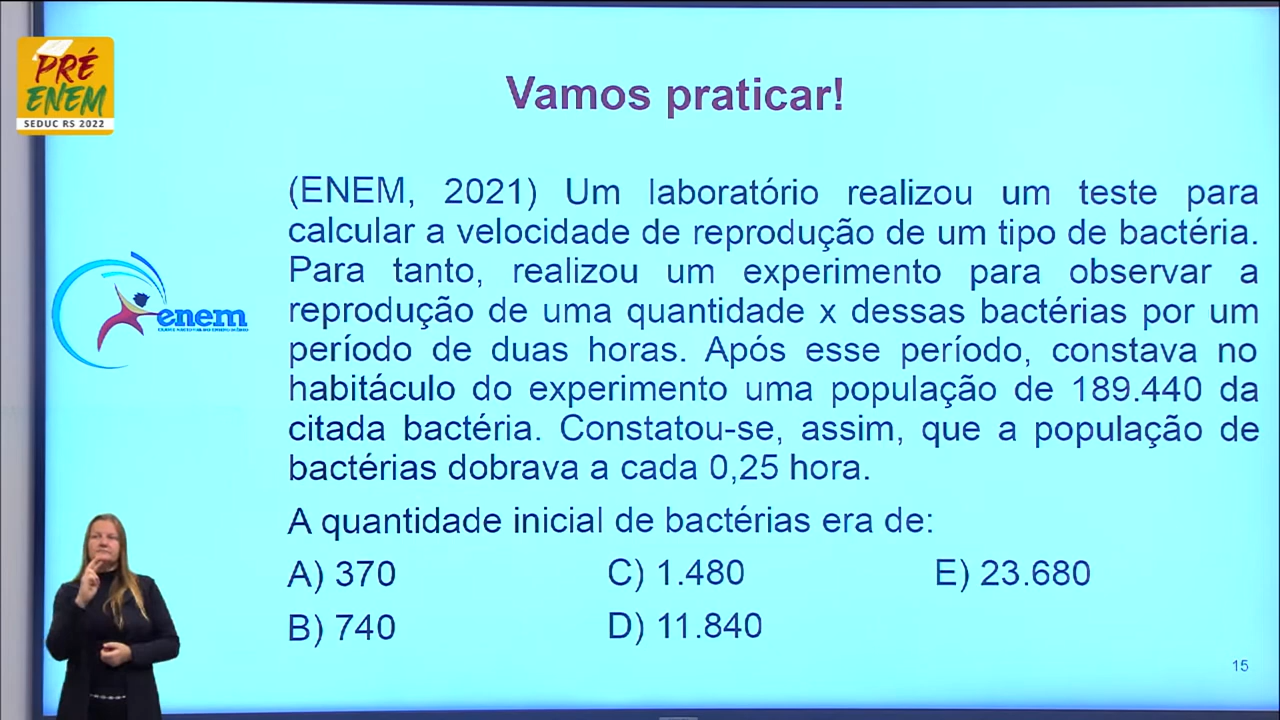 PRÉ
ENEM
SEDUC RS 2022
Vamos praticar!
(ENEM, 2021) Um laboratório realizou um teste para
calcular a velocidade de reprodução de um tipo de bactéria.
Para tanto, realizou um experimento para observar a
reprodução de uma quantidade x dessas bactérias por um
período de duas horas. Após esse período, constava no
habitáculo do experimento uma população de 189.440 da
citada bactéria. Constatou-se, assim, que a população de
bactérias dobrava a cada 0,25 hora.
enem
A quantidade inicial de bactérias era de:
A) 370 C) 1.480 E) 23.680
B) 740 D) 11.840
15